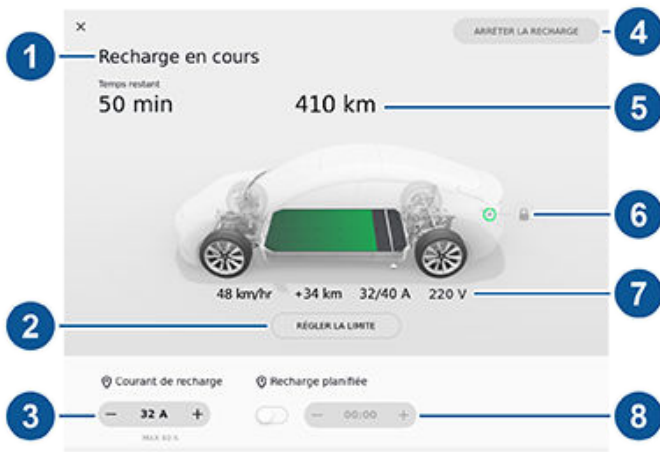 ×
ARRÊTER LA RECHARGE
4
1
Recharge en cours
Temps restant
50 min
410 km
5
6
48 km/hr +34 km 32/40 A 220 V
7
2
RÉGLER LA LIMITE
Courant de recharge
Recharge planifiée
3
− 32 A +
− 00:00 +
8
MAX